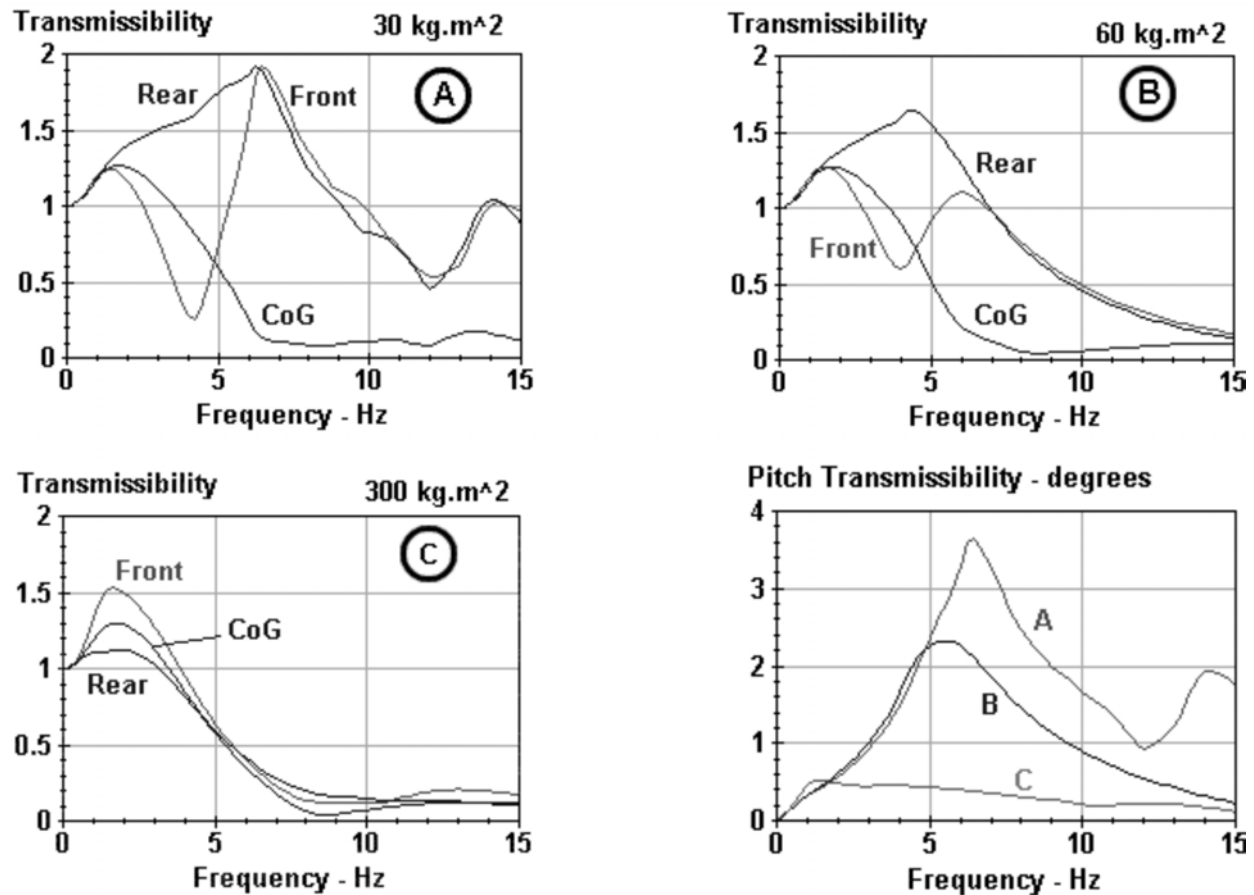 Transmissibility 30 kg.m^2
2
A
Rear
Front
1.5
1
0.5
CoG
0
0 5 10 15
Frequency - Hz
Transmissibility 60 kg.m^2
2
B
1.5
Rear
1
Front
0.5
CoG
0
0 5 10 15
Frequency - Hz
Transmissibility 300 kg.m^2
2
C
Front
1.5
CoG
1
Rear
0.5
0
0 5 10 15
Frequency - Hz
Pitch Transmissibility - degrees
4
3
A
2
B
1
C
0
0 5 10 15
Frequency - Hz